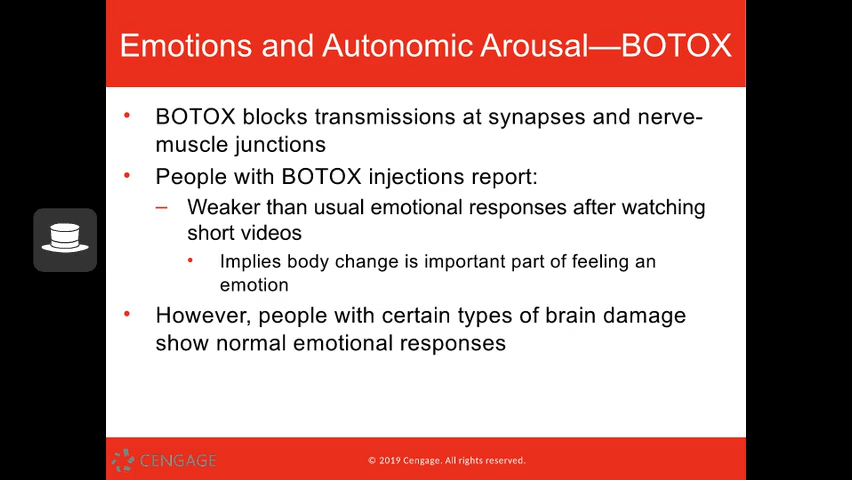 Emotions and Autonomic Arousal—BOTOX
• BOTOX blocks transmissions at synapses and nerve-
muscle junctions
• People with BOTOX injections report:
– Weaker than usual emotional responses after watching
short videos
• Implies body change is important part of feeling an
emotion
• However, people with certain types of brain damage
show normal emotional responses
CENGAGE
© 2019 Cengage. All rights reserved.